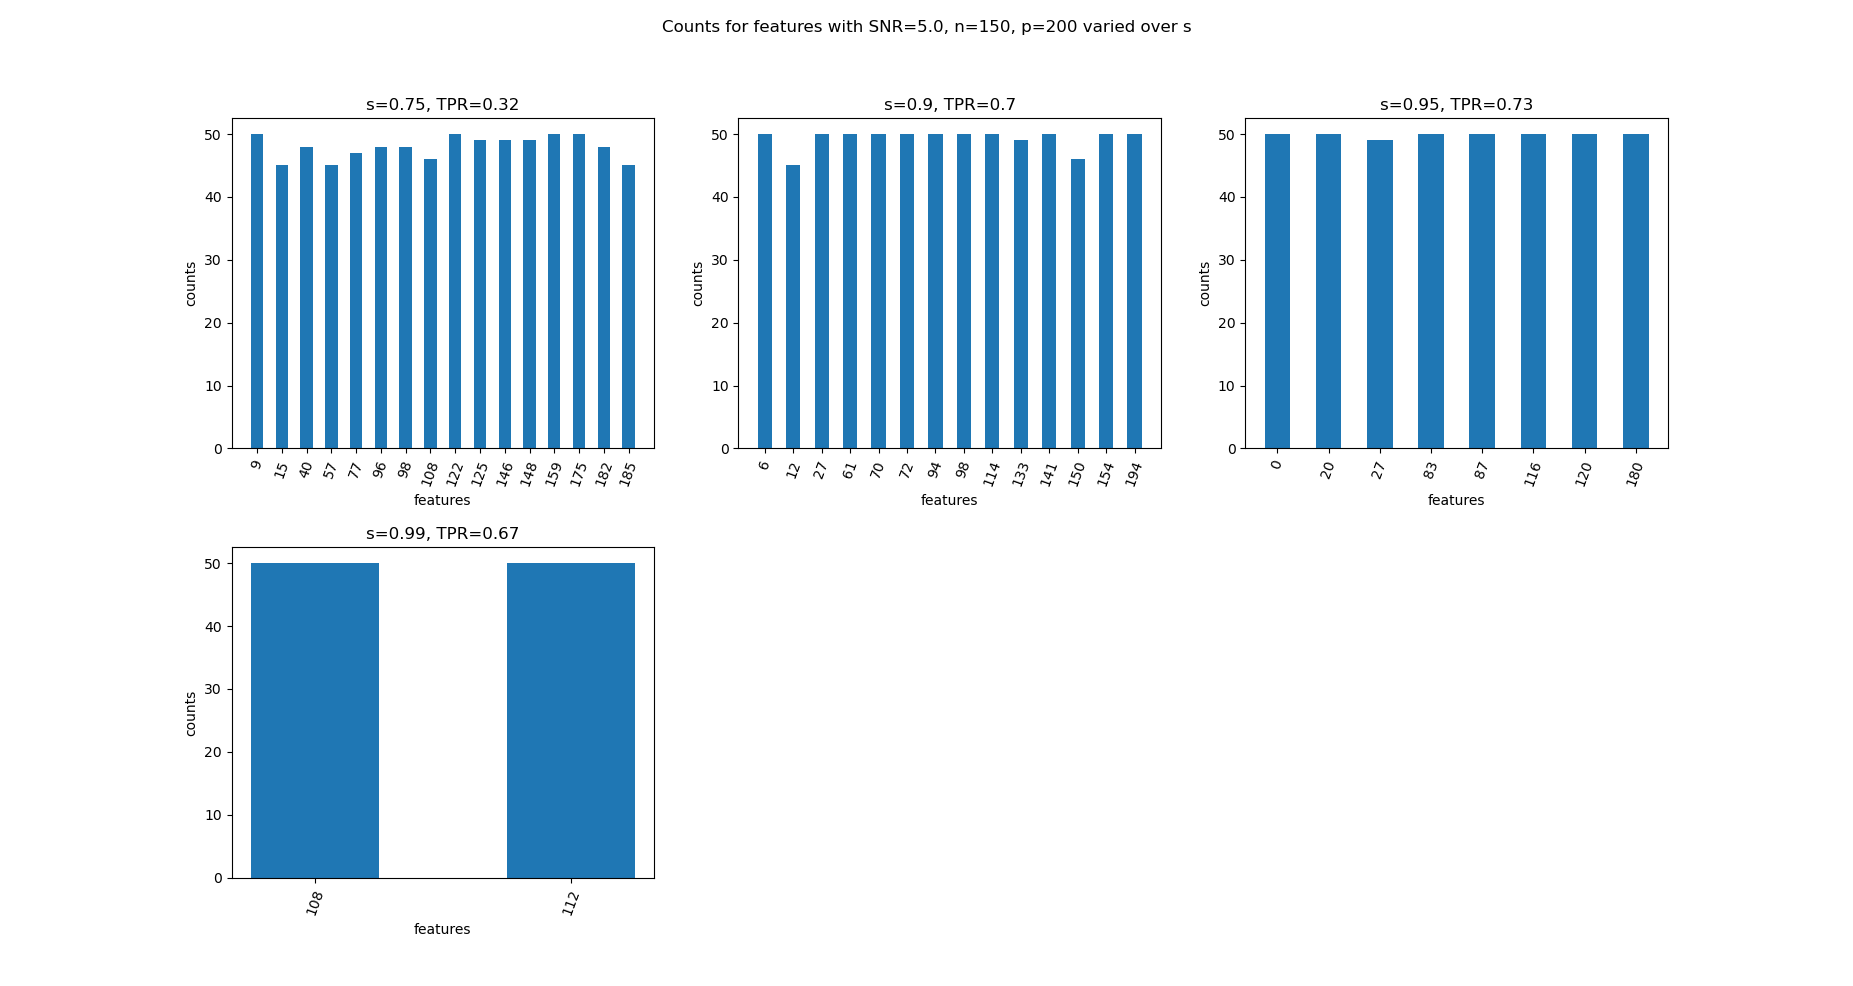 Counts for features with SNR=5.0, n=150, p=200 varied over s
s=0.75, TPR=0.32
50
40
30
20
10
0
counts
9 15 40 57 77 96 98 108 122 125 146 148 159 175 182 185
features
s=0.9, TPR=0.7
50
40
30
20
10
0
counts
6 12 27 61 70 72 94 98 114 133 141 150 154 194
features
s=0.95, TPR=0.73
50
40
30
20
10
0
counts
0 20 27 83 87 116 120 180
features
s=0.99, TPR=0.67
50
40
30
20
10
0
counts
108 112
features